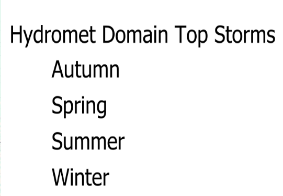 Hydromet Domain Top Storms
Autumn
Spring
Summer
Winter